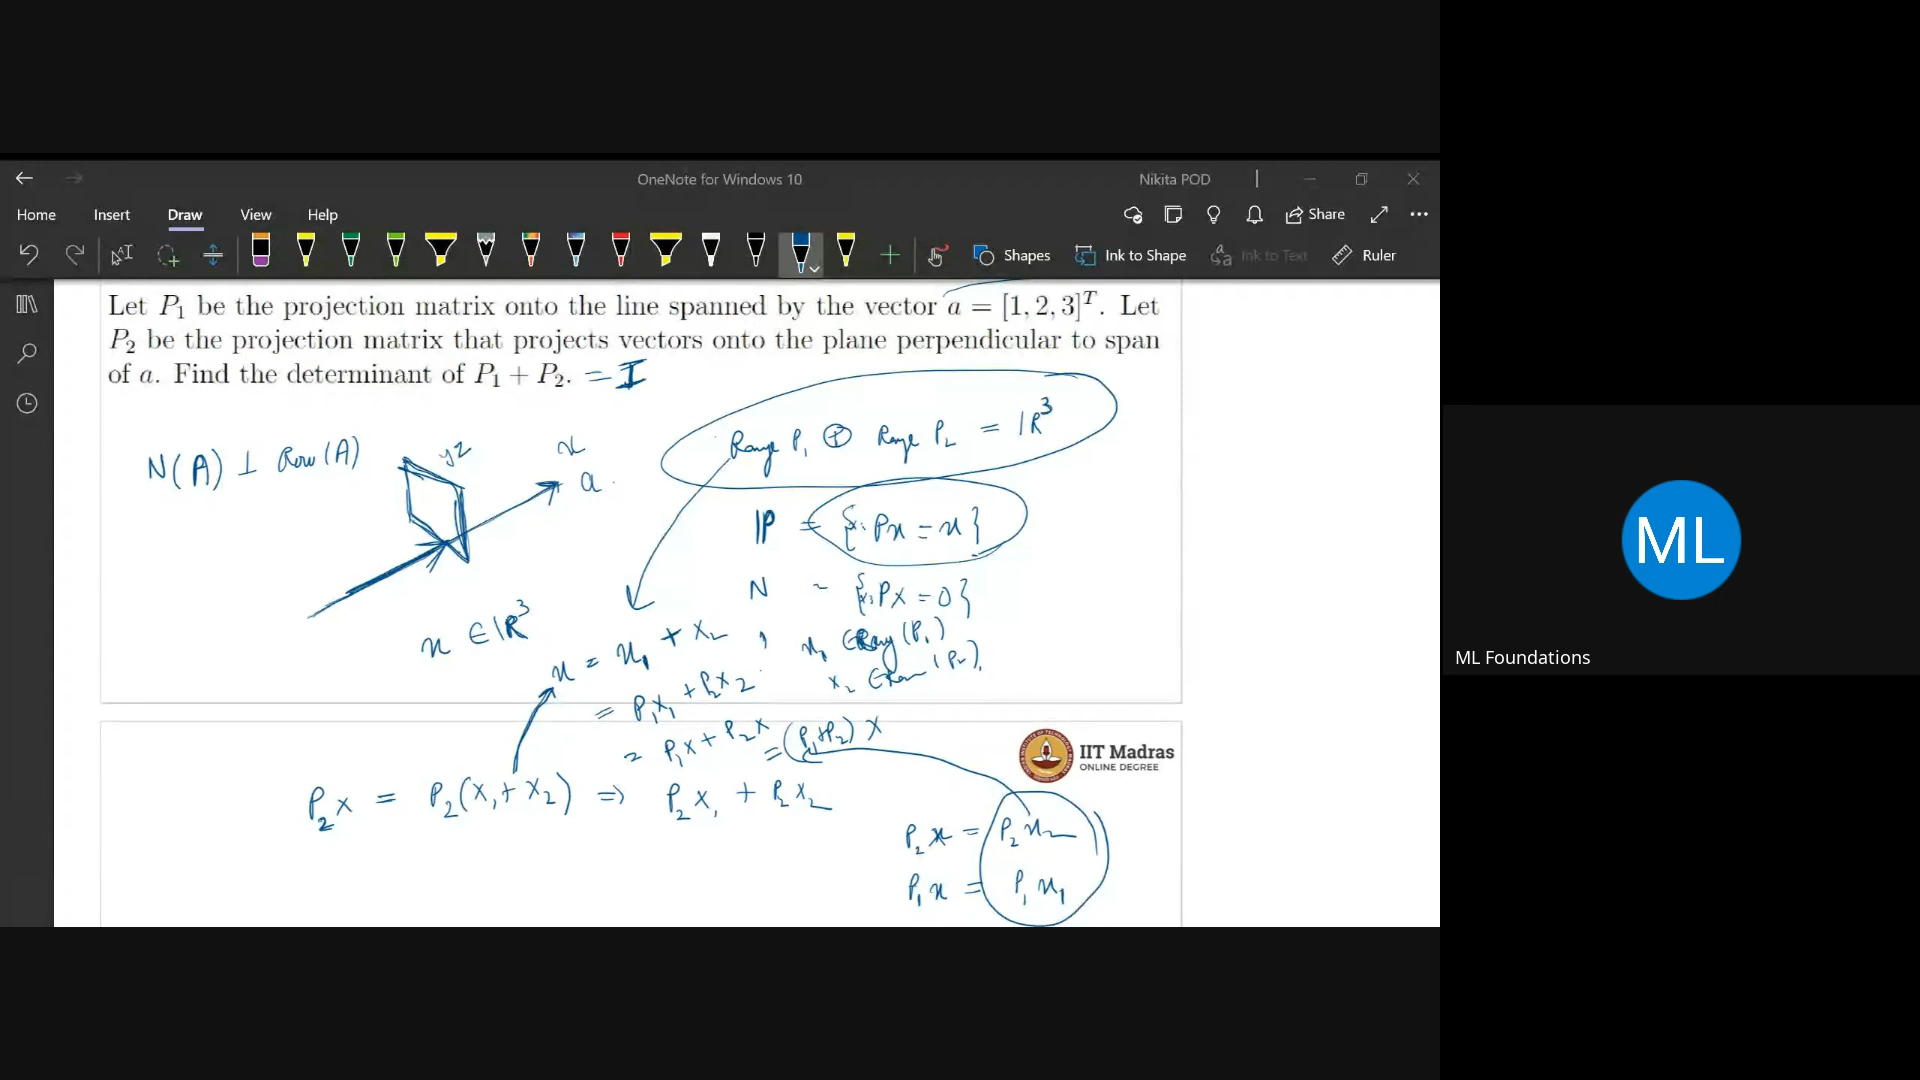 OneNote for Windows 10
Nikita POD
Home Insert Draw View Help
Share
Shapes Ink to Shape Ink to Text Ruler
Let P₁ be the projection matrix onto the line spanned by the vector a = [1, 2, 3]ᵀ. Let
P₂ be the projection matrix that projects vectors onto the plane perpendicular to span
of a. Find the determinant of P₁ + P₂. = I
N(A) ⊥ Row(A)
yz
x
a
Range P₁ ⊕ Range P₂ = ℝ³
P = {x: Px = x}
N = {x: Px = 0}
x ∈ ℝ³
x = x₁ + x₂ , x₁ ∈ Rang(P₁)
x₂ ∈ Ran(P₂).
= P₁x₁ + P₂x₂
= P₁x + P₂x = (P₁+P₂) x
P₂x = P₂(x₁ + x₂) ⇒ P₂x₁ + P₂x₂
P₂x = P₂x₂
P₁x = P₁x₁
IIT Madras
ONLINE DEGREE
ML
ML Foundations